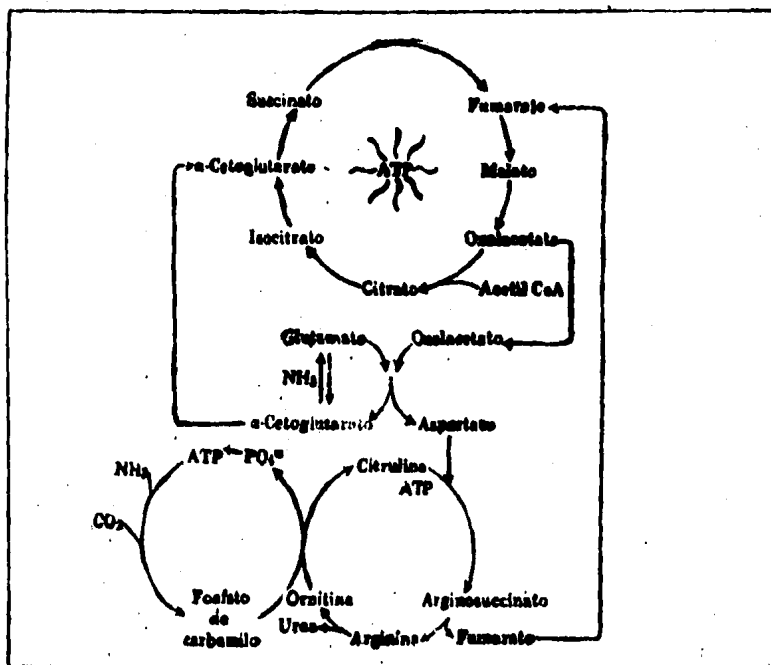 Succinato
Fumarato
α-Cetoglutarato
ATP
Malato
Isocitrato
Oxalacetato
Citrato
Acetil CoA
Glutamato
Oxalacetato
NH₃
α-Cetoglutarato
Aspartato
NH₃
ATP
PO₄≡
Citrulina
ATP
CO₂
Fosfato
de
carbamilo
Ornitina
Arginosuccinato
Urea
Arginina
Fumarato